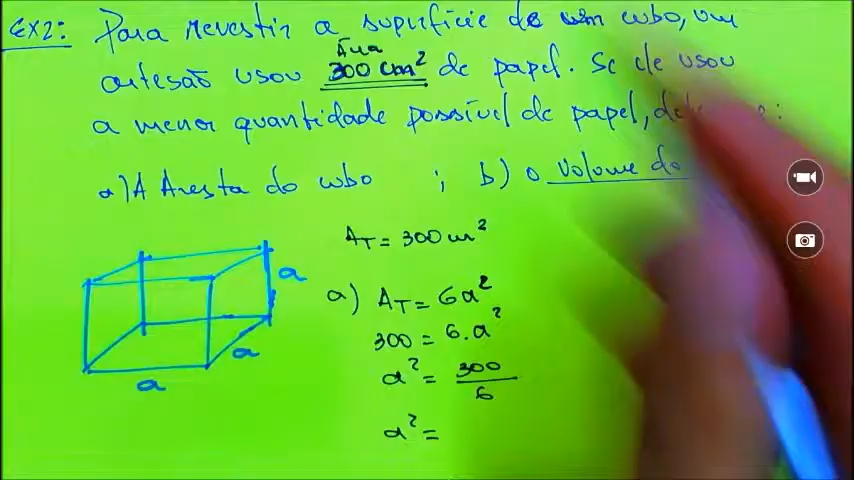 EX2: Para revestir a superfície de um cubo, um
Área
artesão usou 300 cm² de papel. Se ele usou
a menor quantidade possível de papel, :
a) A Aresta do cubo ; b) o volume do
A_T = 300 cm²
a) A_T = 6a²
300 = 6.a²
a² = 300/6
a² =
a
a
a